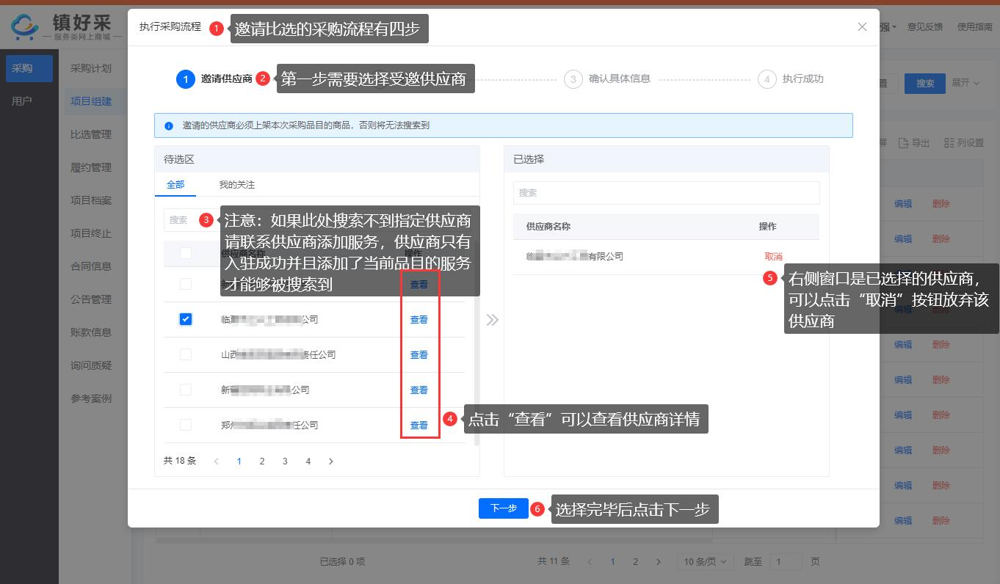 镇好采
服务类网上商城
采购
用户
采购计划
项目组建
比选管理
履约管理
项目档案
项目终止
合同信息
公告管理
账款信息
询问质疑
参考案例
强
意见反馈
使用指南
置
搜索
展开
屏
导出
列设置
执行采购流程
1
邀请比选的采购流程有四步
1
邀请供应商
2
第一步需要选择受邀供应商
3
确认具体信息
4
执行成功
邀请的供应商必须上架本次采购品目的商品，否则将无法搜索到
待选区
全部
我的关注
搜索
3
注意：如果此处搜索不到指定供应商
请联系供应商添加服务，供应商只有
入驻成功并且添加了当前品目的服务
才能够被搜索到
供应商名称
操作
查看
临
公司
查看
山西
责任公司
查看
新疆
公司
查看
郑州
任公司
查看
4
点击“查看”可以查看供应商详情
共 18 条
1
2
3
4
已选择
搜索
供应商名称
操作
临
有限公司
取消
5
右侧窗口是已选择的供应商，
可以点击“取消”按钮放弃该
供应商
下一步
6
选择完毕后点击下一步
编辑
删除
编辑
删除
编辑
编辑
删除
编辑
删除
编辑
删除
编辑
删除
编辑
删除
编辑
删除
已选择 0 项
共 11 条
1
2
10 条/页
跳至
1
页